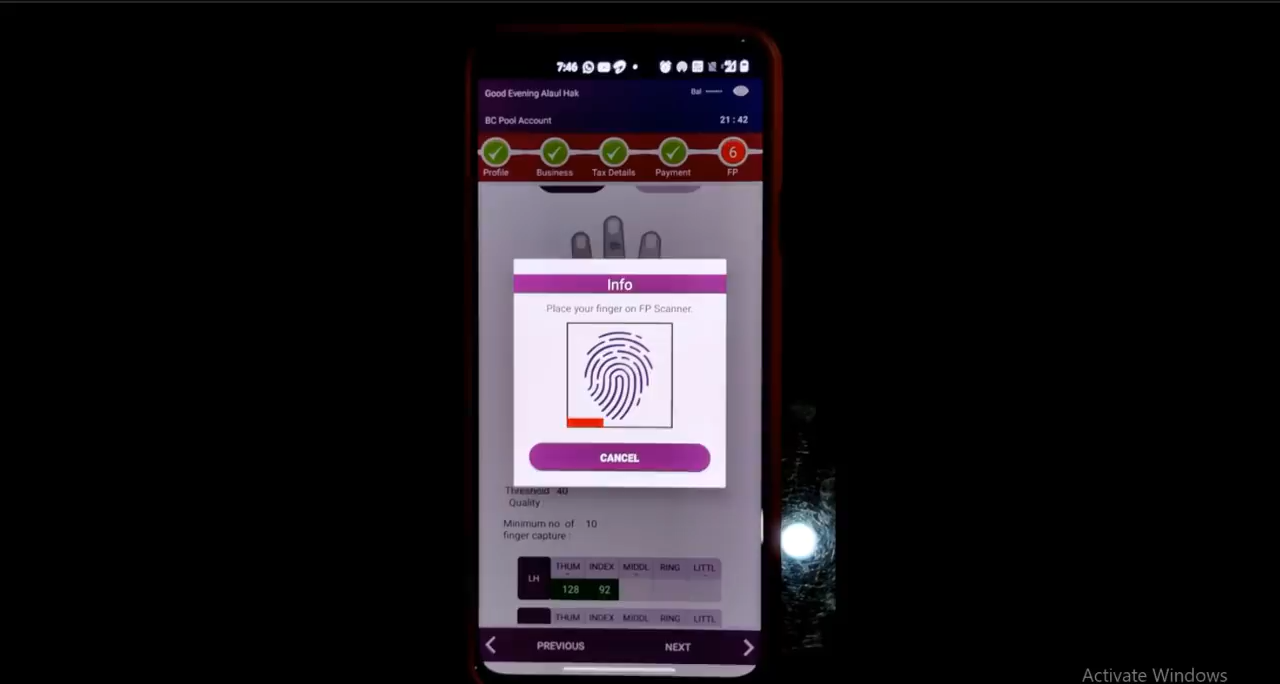 7:46
Good Evening Alaul Hak
Bal
BC Pool Account
21 : 42
6
Profile
Business
Tax Details
Payment
FP
Info
Place your finger on FP Scanner.
CANCEL
Threshold 40
Quality
Minimum no. of 10
finger capture :
THUM INDEX MIDDL RING LITTL
LH
128 92
THUM INDEX MIDDL RING LITTL
PREVIOUS
NEXT
Activate Windows